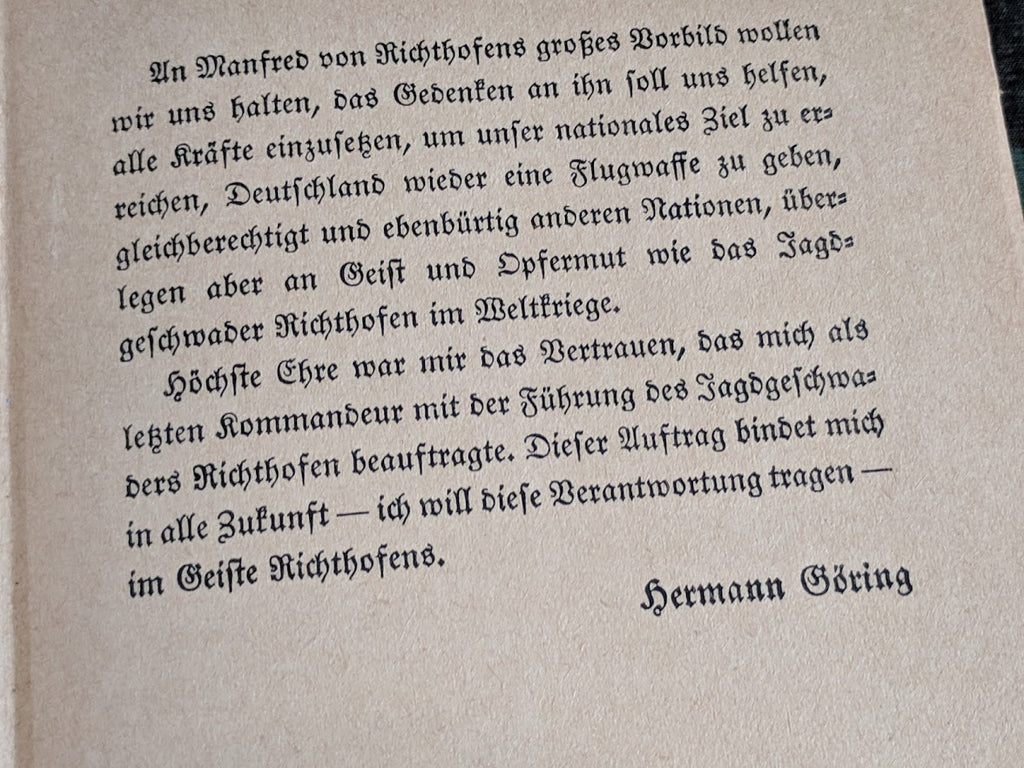 An Manfred von Richthofens großes Vorbild wollen
wir uns halten, das Gedenken an ihn ſoll uns helfen,
alle Kräfte einzuſetzen, um unſer nationales Ziel zu er⸗
reichen, Deutſchland wieder eine Flugwaffe zu geben,
gleichberechtigt und ebenbürtig anderen Nationen, über⸗
legen aber an Geiſt und Opfermut wie das Jagd⸗
geſchwader Richthofen im Weltkriege.
Höchſte Ehre war mir das Vertrauen, das mich als
letzten Kommandeur mit der Führung des Jagdgeſchwa⸗
ders Richthofen beauftragte. Dieſer Auftrag bindet mich
in alle Zukunft — ich will dieſe Verantwortung tragen —
im Geiſte Richthofens.
Hermann Göring